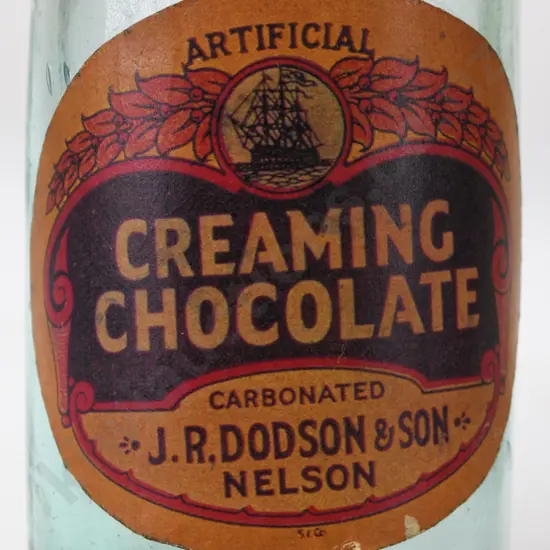 ARTIFICIAL
CREAMING
CHOCOLATE
CARBONATED
J.R. DODSON & SON
NELSON